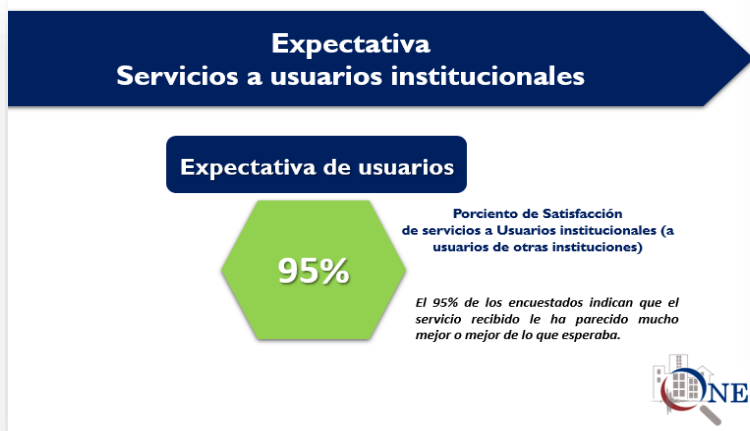 Expectativa
Servicios a usuarios institucionales
Expectativa de usuarios
95%
Porciento de Satisfacción
de servicios a Usuarios institucionales (a
usuarios de otras instituciones)
El 95% de los encuestados indican que el
servicio recibido le ha parecido mucho
mejor o mejor de lo que esperaba.
ONE